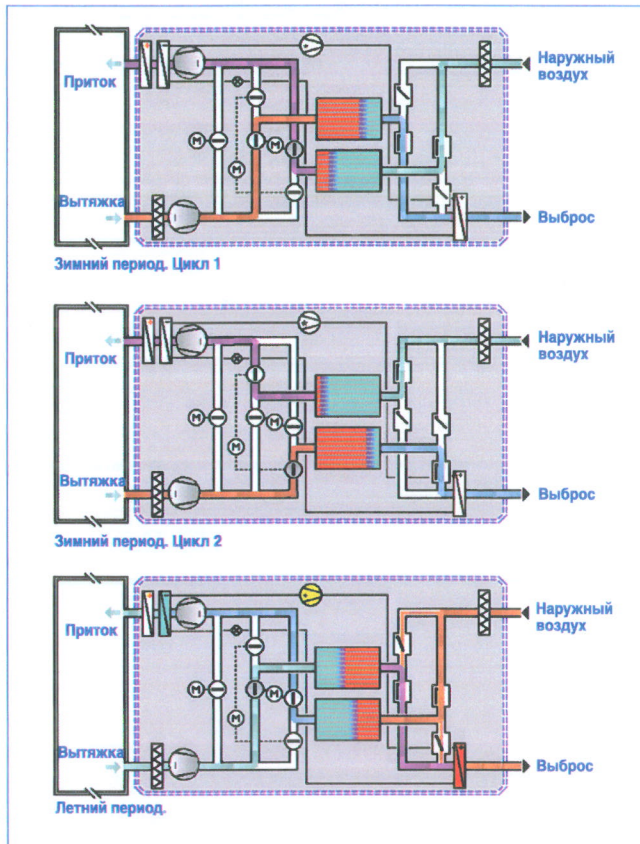 Приток
Наружный
воздух
M
M
M
Вытяжка
Выброс
Зимний период. Цикл 1
Приток
Наружный
воздух
M
M
M
Вытяжка
Выброс
Зимний период. Цикл 2
Приток
Наружный
воздух
M
M
M
Вытяжка
Выброс
Летний период.